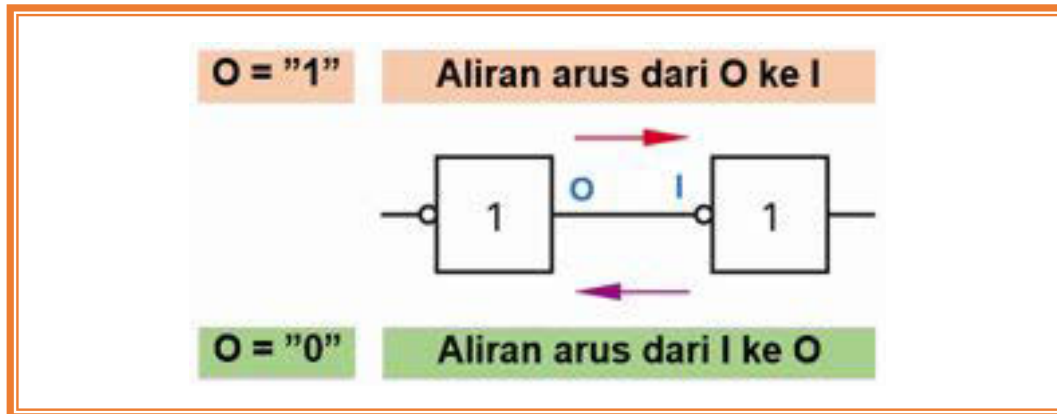 O = ”1” Aliran arus dari O ke I
O I
1 1
O = ”0” Aliran arus dari I ke O